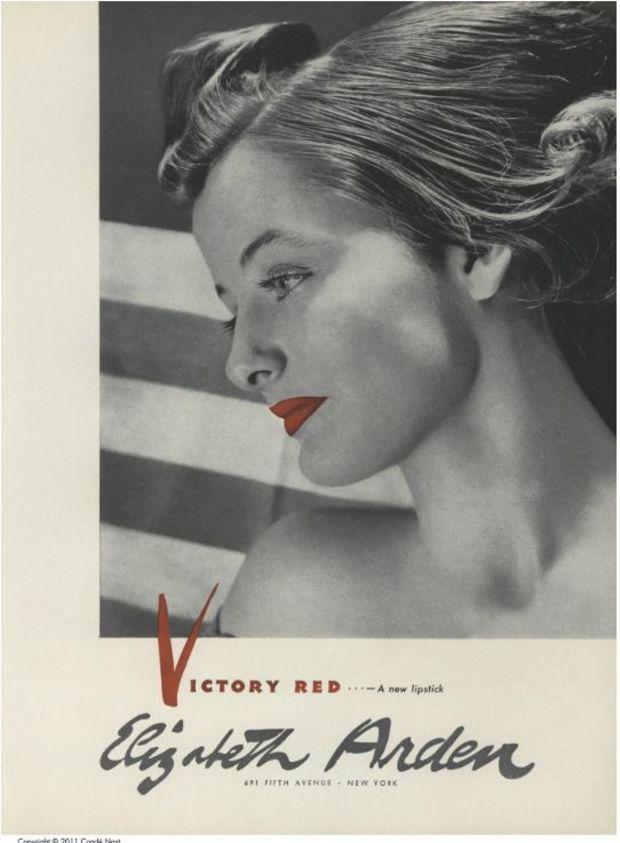 VICTORY RED ···—A new lipstick
Elizabeth Arden
691 FIFTH AVENUE · NEW YORK
Copyright © 2011 Condé Nast